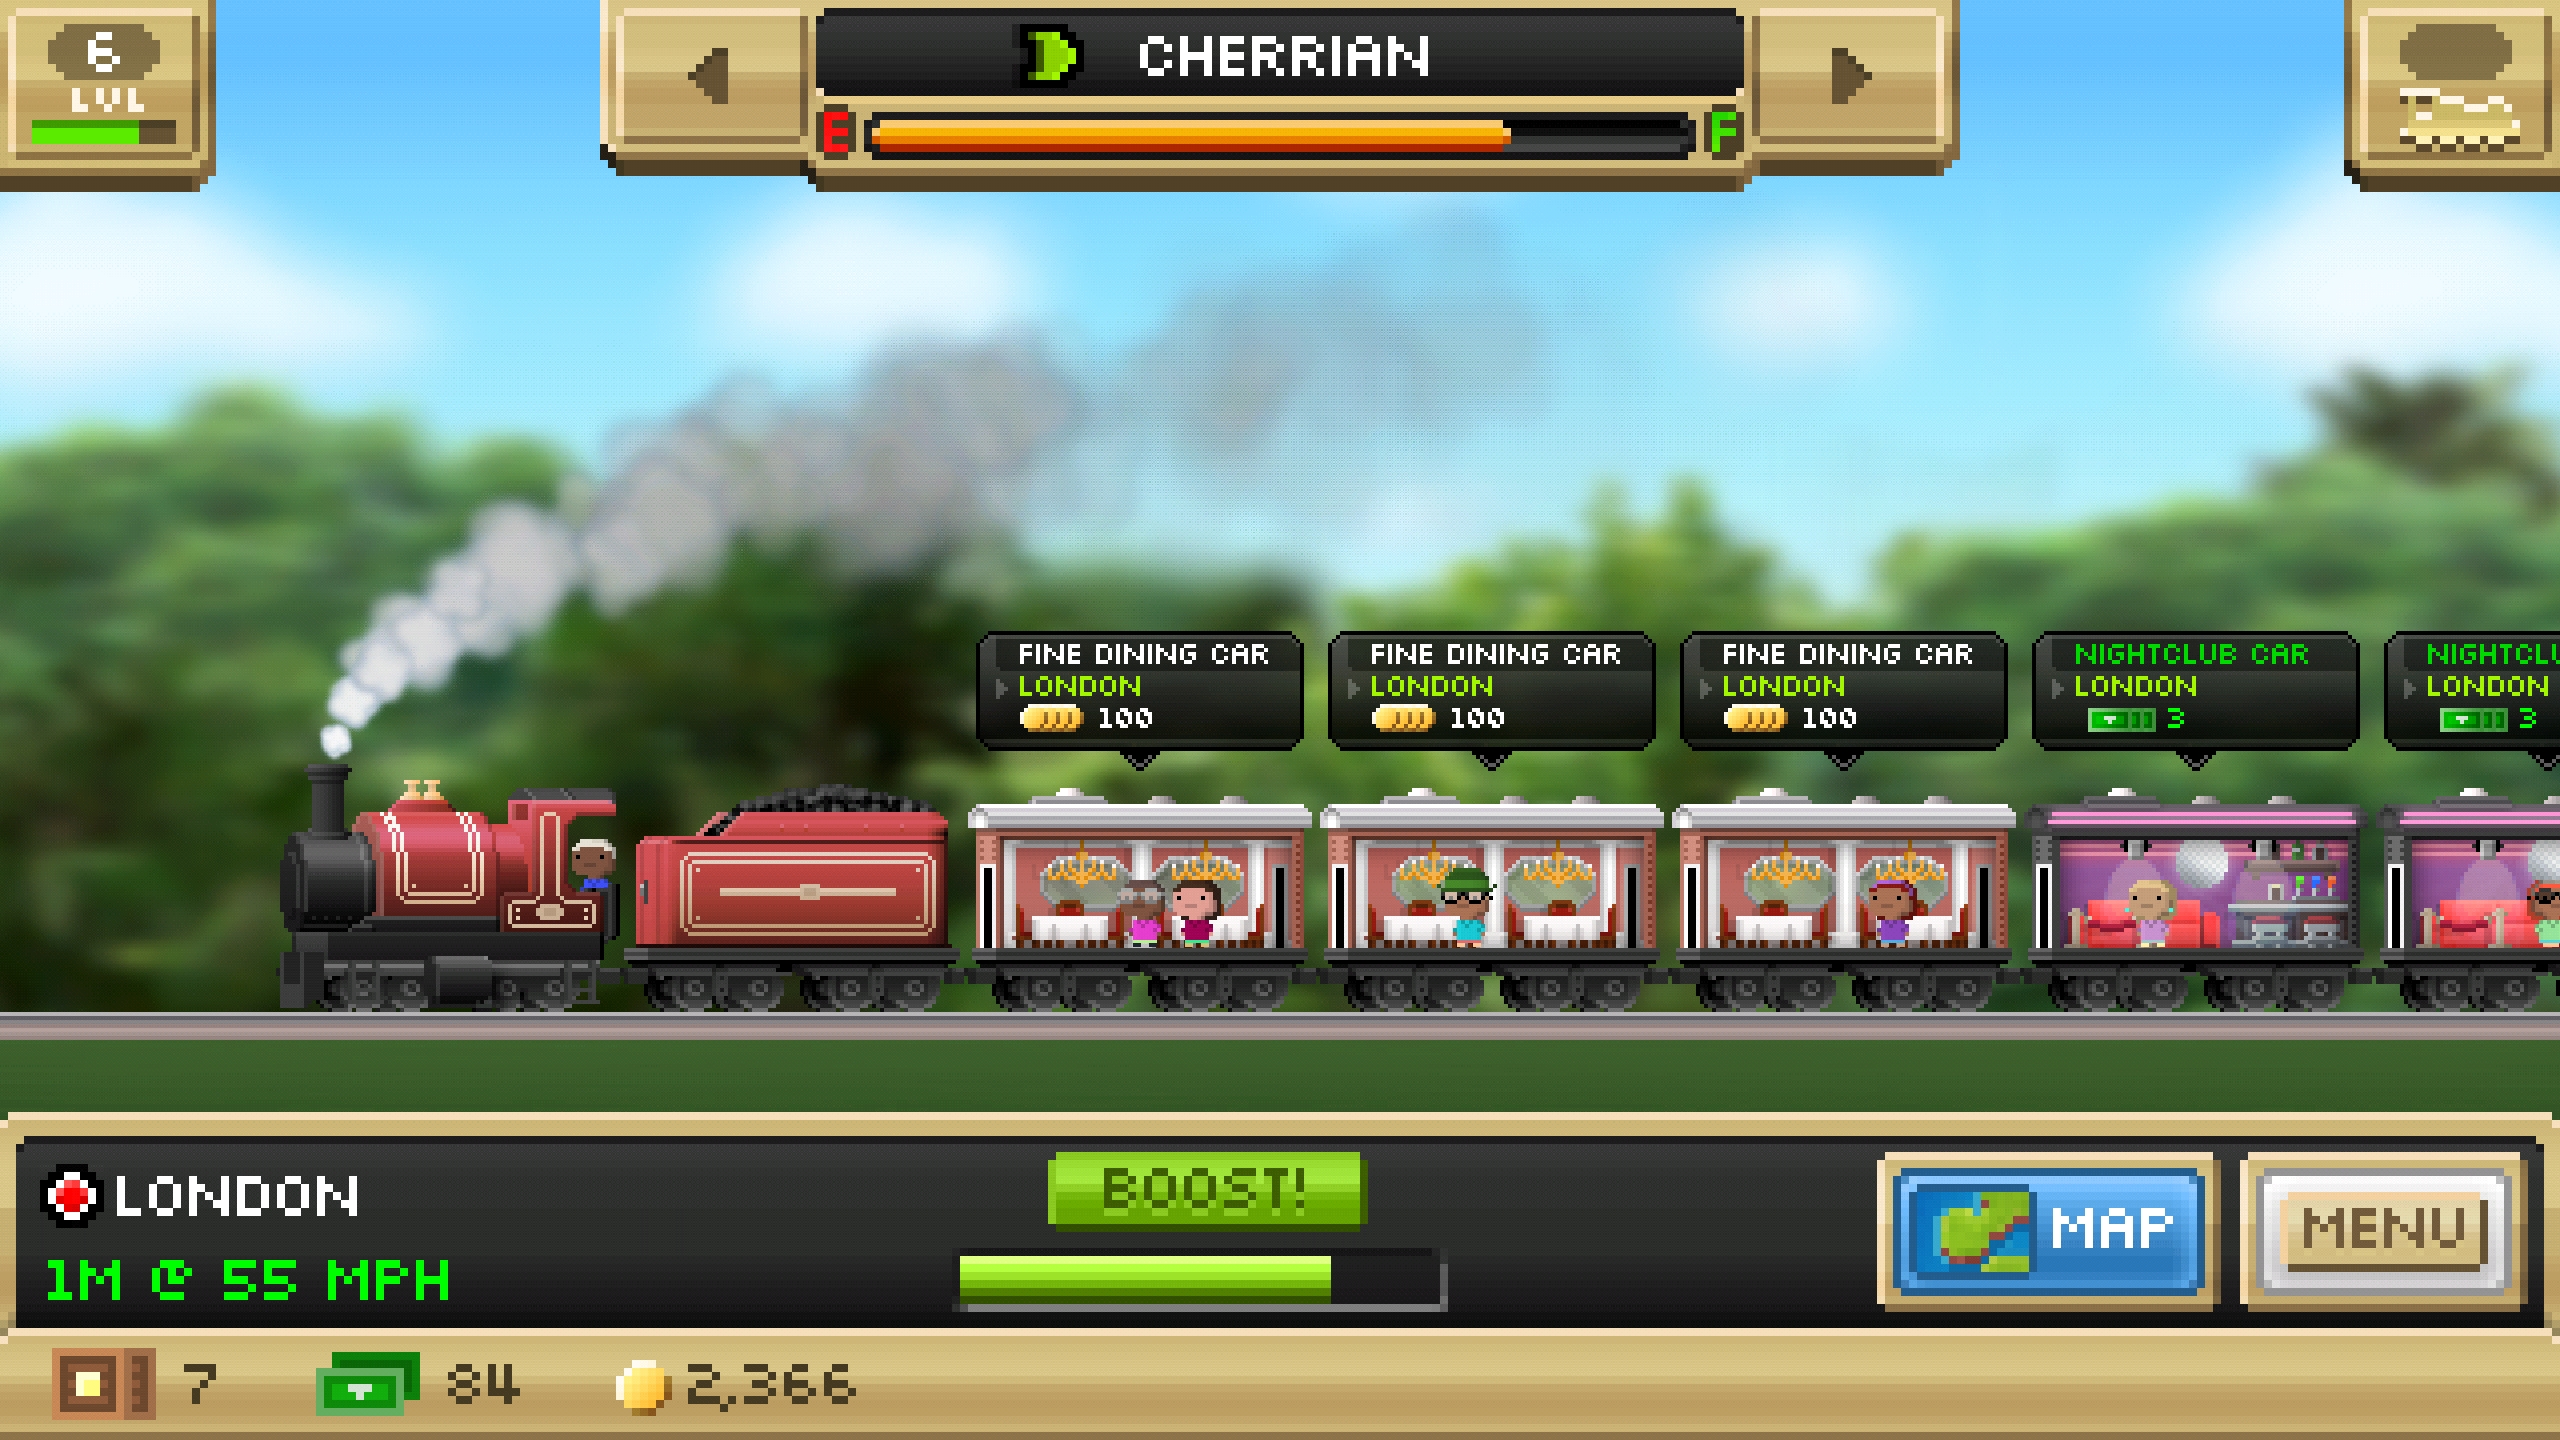 6
LVL
CHERRIAN
E F
FINE DINING CAR
LONDON
100
FINE DINING CAR
LONDON
100
FINE DINING CAR
LONDON
100
NIGHTCLUB CAR
LONDON
3
NIGHTCLU
LONDON
3
LONDON
1M @ 55 MPH
BOOST!
MAP
MENU
7
84
2,366